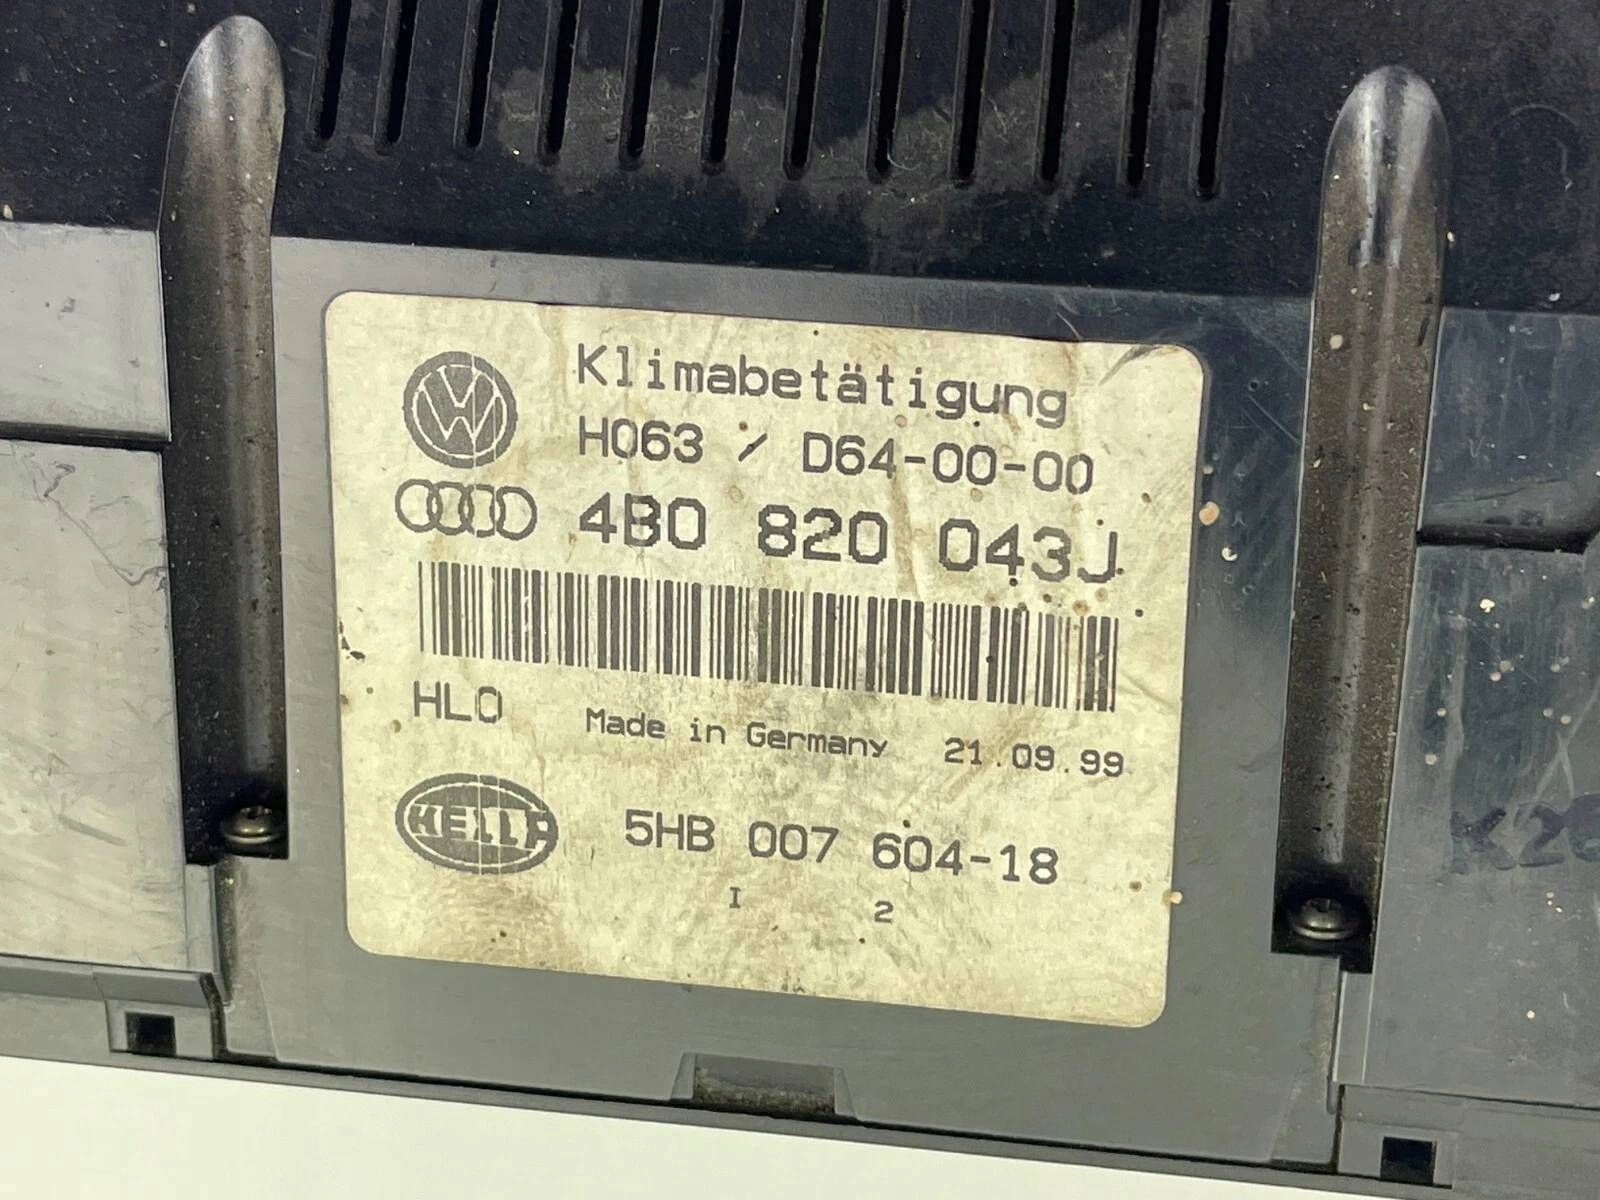 Klimabetätigung
H063 / D64-00-00
4B0 820 043J
HLO
Made in Germany 21.09.99
HELLA
5HB 007 604-18
I 2